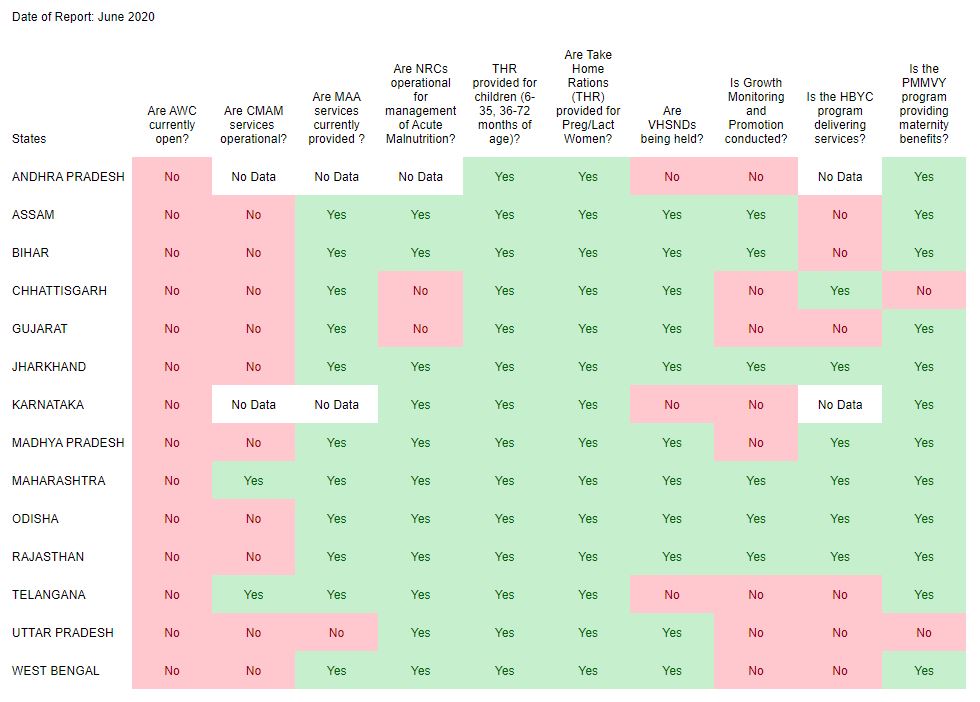 Date of Report: June 2020
States
Are AWC
currently
open?
Are CMAM
services
operational?
Are MAA
services
currently
provided ?
Are NRCs
operational
for
management
of Acute
Malnutrition?
THR
provided for
children (6-
35, 36-72
months of
age)?
Are Take
Home
Rations
(THR)
provided for
Preg/Lact
Women?
Are
VHSNDs
being held?
Is Growth
Monitoring
and
Promotion
conducted?
Is the HBYC
program
delivering
services?
Is the
PMMVY
program
providing
maternity
benefits?
ANDHRA PRADESH No No Data No Data No Data Yes Yes No No No Data Yes
ASSAM No No Yes Yes Yes Yes Yes Yes No Yes
BIHAR No No Yes Yes Yes Yes Yes Yes No Yes
CHHATTISGARH No No Yes No Yes Yes Yes No Yes No
GUJARAT No No Yes No Yes Yes Yes No No Yes
JHARKHAND No No Yes Yes Yes Yes Yes Yes Yes Yes
KARNATAKA No No Data No Data Yes Yes Yes No No No Data Yes
MADHYA PRADESH No No Yes Yes Yes Yes Yes No Yes Yes
MAHARASHTRA No Yes Yes Yes Yes Yes Yes Yes Yes Yes
ODISHA No No Yes Yes Yes Yes Yes Yes Yes Yes
RAJASTHAN No No Yes Yes Yes Yes Yes Yes Yes Yes
TELANGANA No Yes Yes Yes Yes Yes No No No Yes
UTTAR PRADESH No No No Yes Yes Yes Yes No No No
WEST BENGAL No No Yes Yes Yes Yes Yes No No Yes